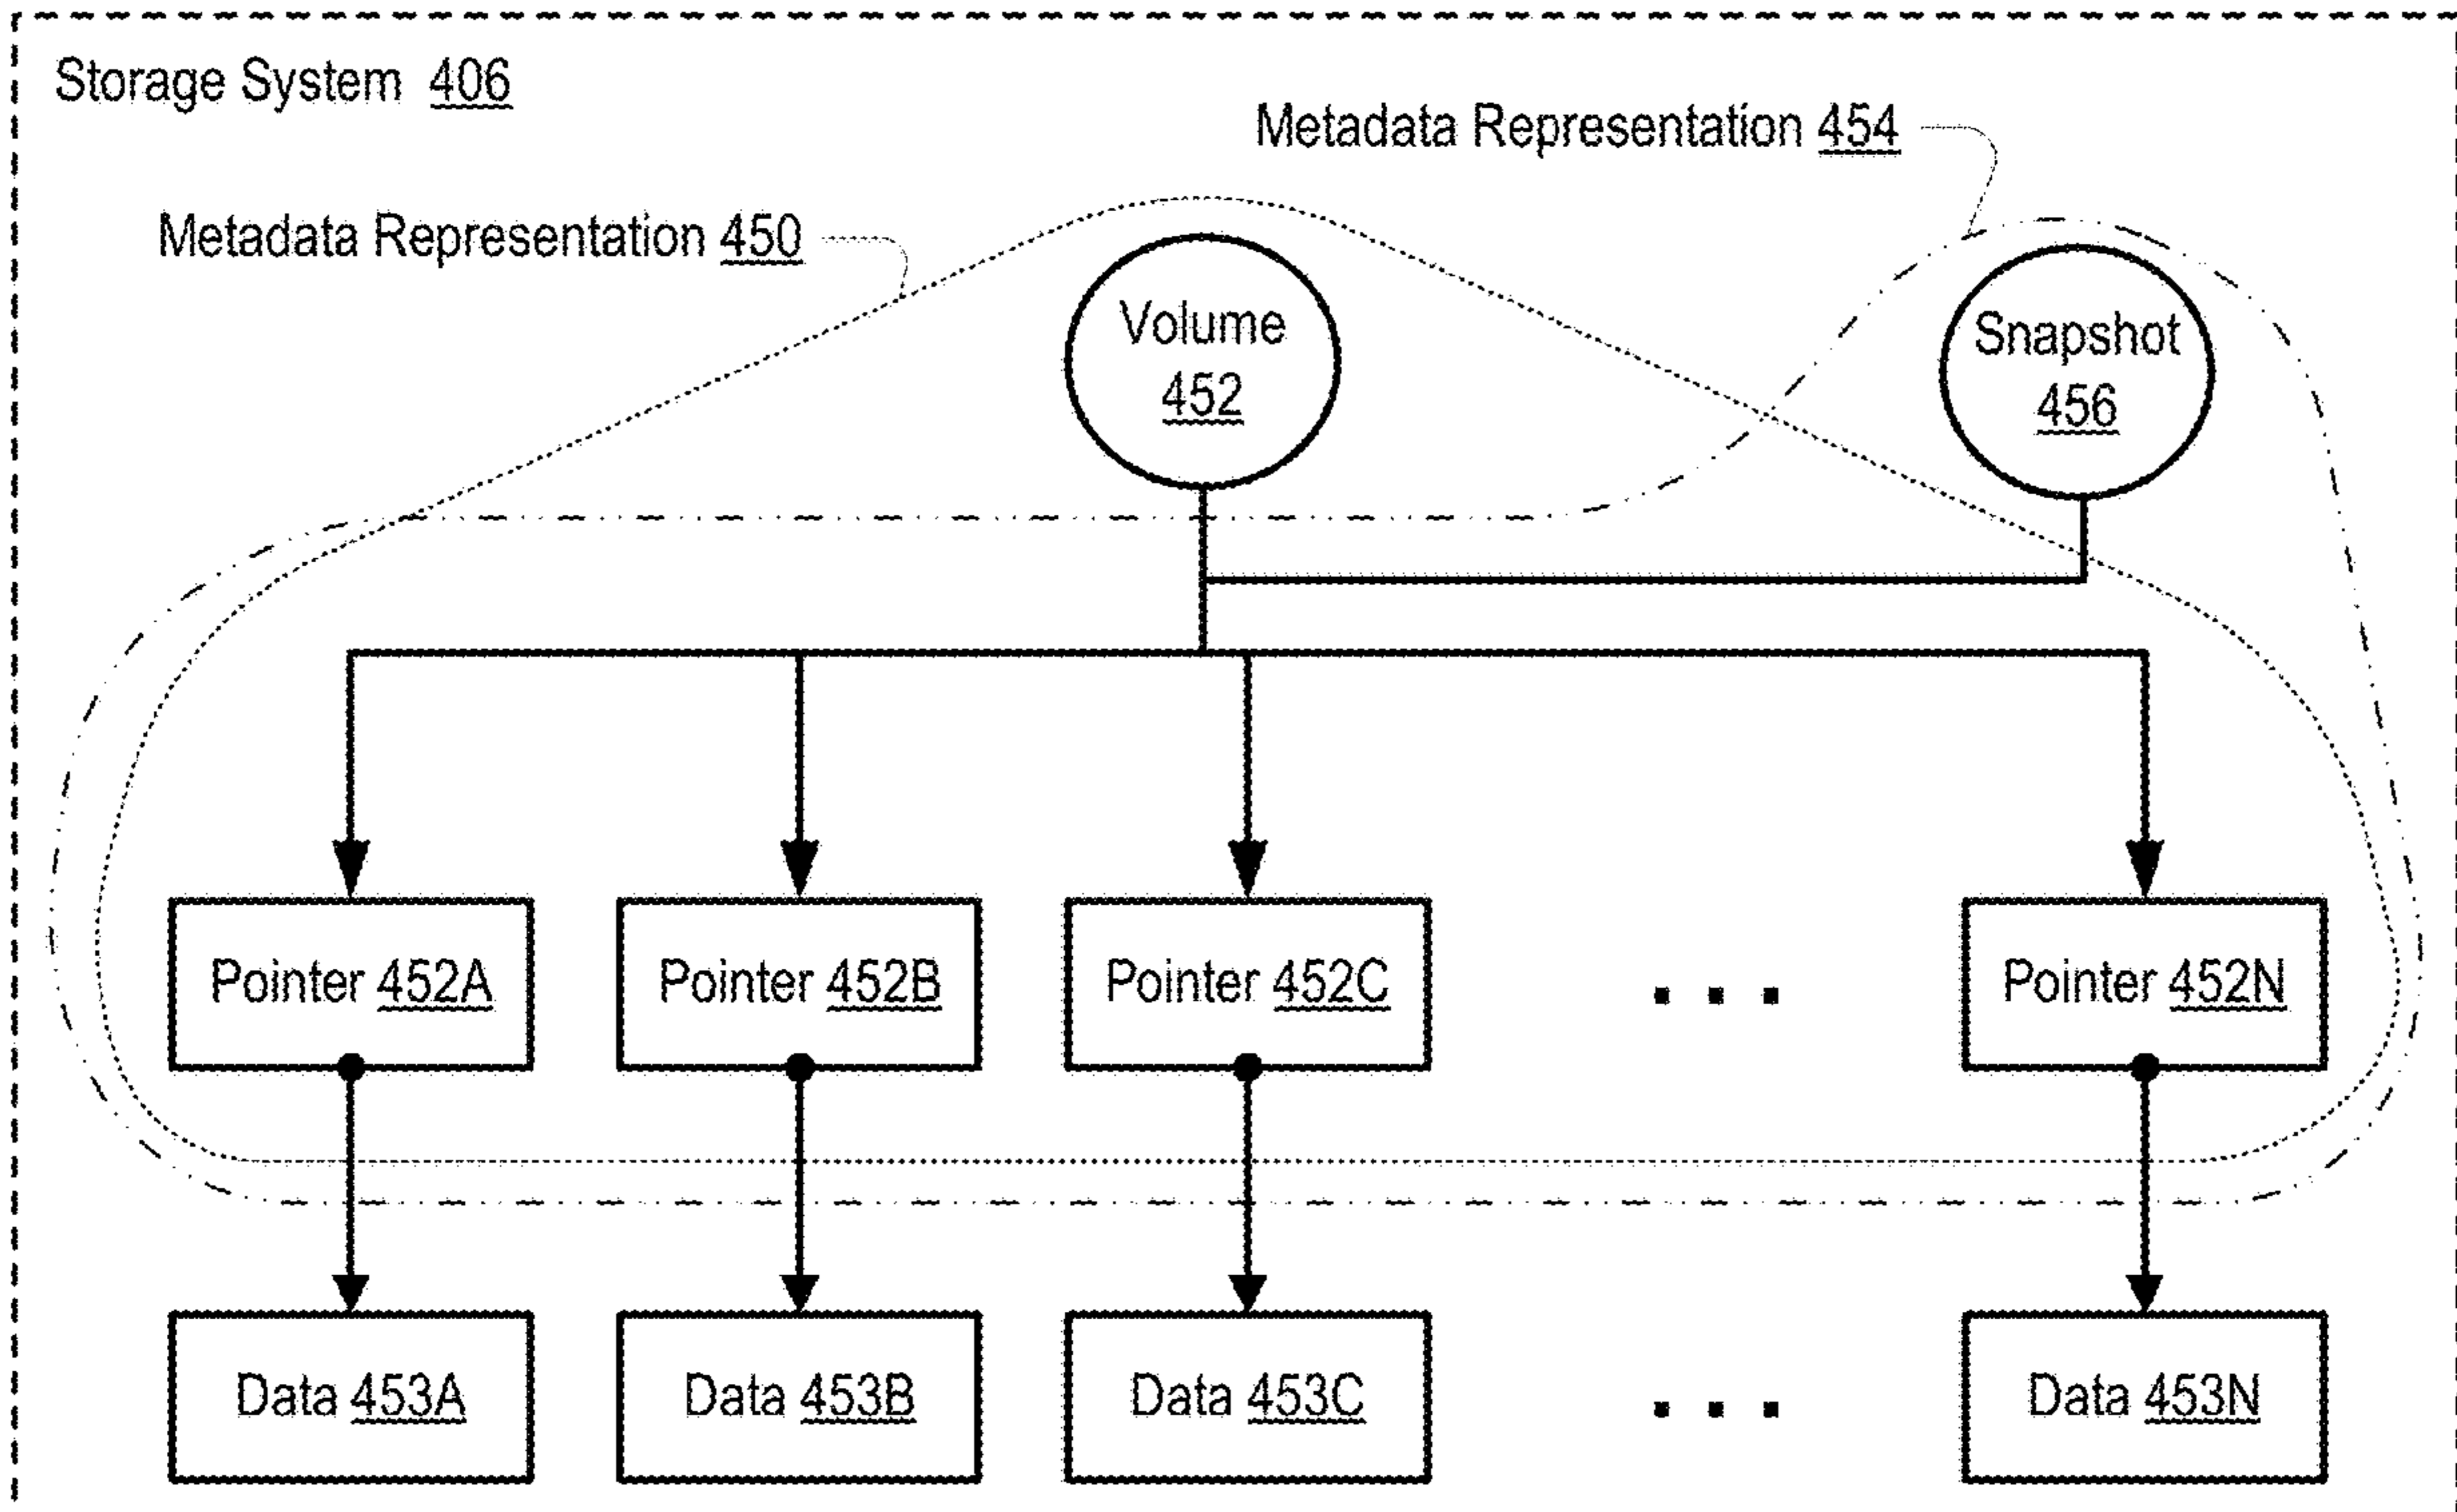 Storage System 406
Metadata Representation 454
Metadata Representation 450
Volume
452
Snapshot
456
Pointer 452A
Pointer 452B
Pointer 452C
. . .
Pointer 452N
Data 453A
Data 453B
Data 453C
. . .
Data 453N